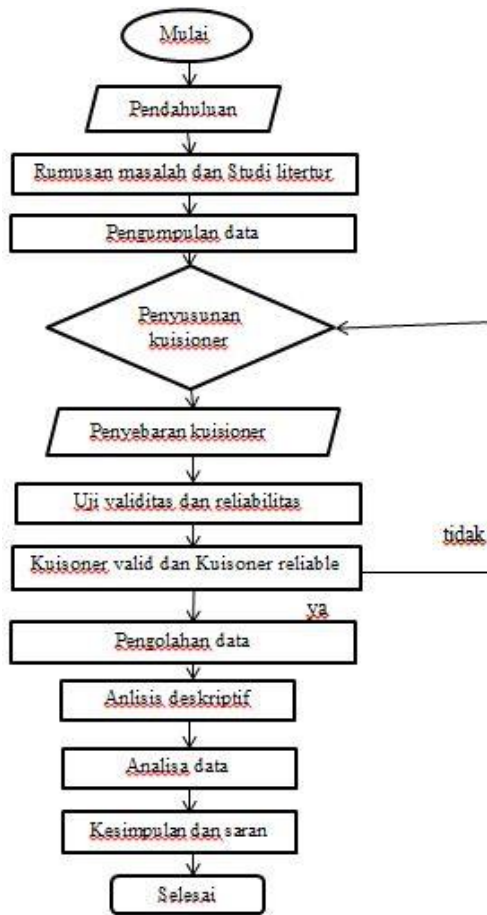 Mulai
Pendahuluan
Rumusan masalah dan Studi litertur
Pengumpulan data
Penyusunan
kuisioner
Penyebaran kuisioner
Uji validitas dan reliabilitas
tidak
Kuisoner valid dan Kuisoner reliable
ya
Pengolahan data
Anlisis deskriptif
Analisa data
Kesimpulan dan saran
Selesai